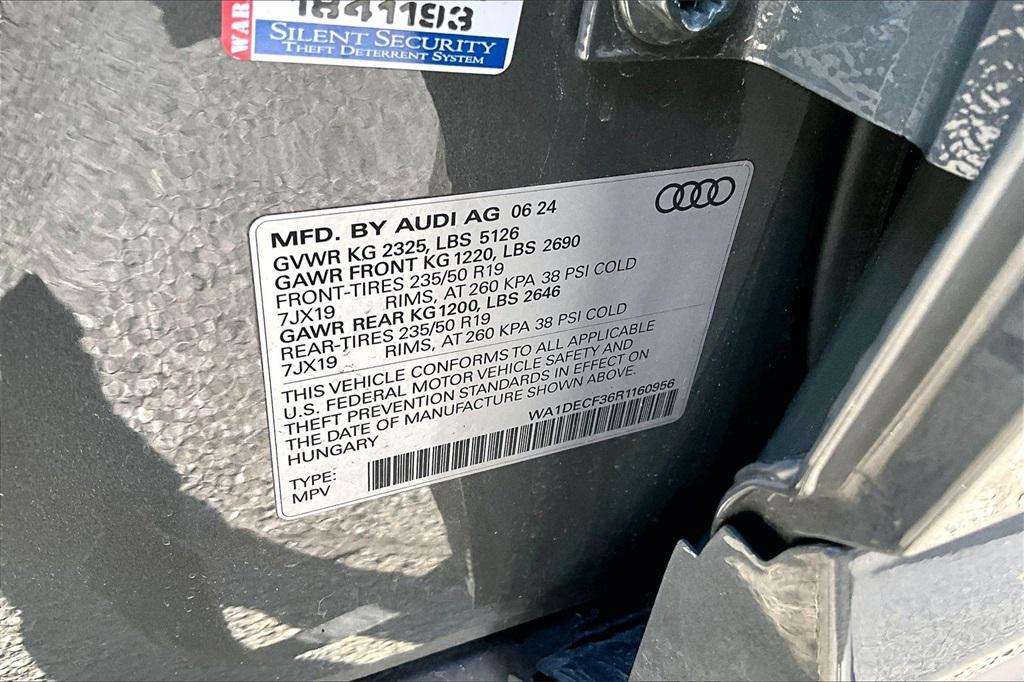 WAR
1841193
SILENT SECURITY
THEFT DETERRENT SYSTEM
MFD. BY AUDI AG 06 24
GVWR KG 2325, LBS 5126
GAWR FRONT KG 1220, LBS 2690
FRONT-TIRES 235/50 R19
7JX19 RIMS, AT 260 KPA 38 PSI COLD
GAWR REAR KG 1200, LBS 2646
REAR-TIRES 235/50 R19
7JX19 RIMS, AT 260 KPA 38 PSI COLD
THIS VEHICLE CONFORMS TO ALL APPLICABLE
U.S. FEDERAL MOTOR VEHICLE SAFETY AND
THEFT PREVENTION STANDARDS IN EFFECT ON
THE DATE OF MANUFACTURE SHOWN ABOVE.
HUNGARY WA1DECF36R1160956
TYPE:
MPV